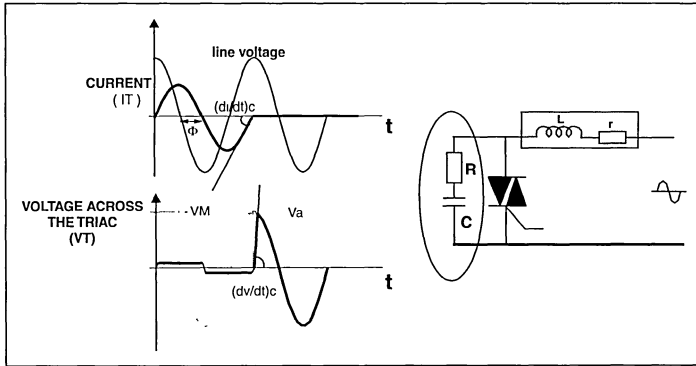 line voltage
CURRENT
( IT )
(di/dt)c
Φ
t
VOLTAGE ACROSS
THE TRIAC
(VT)
VM
Va
t
(dv/dt)c
L
r
R
C